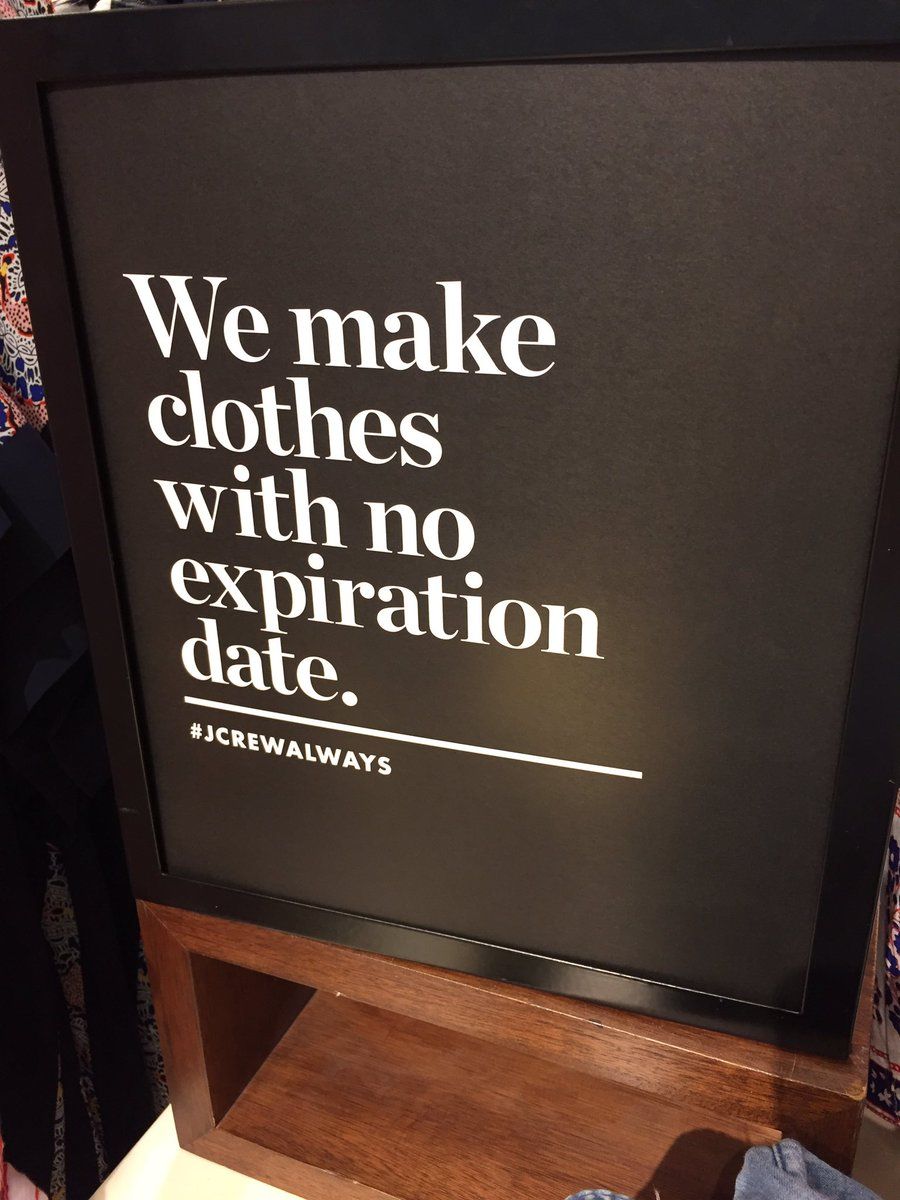 We make
clothes
with no
expiration
date.
#JCREWALWAYS